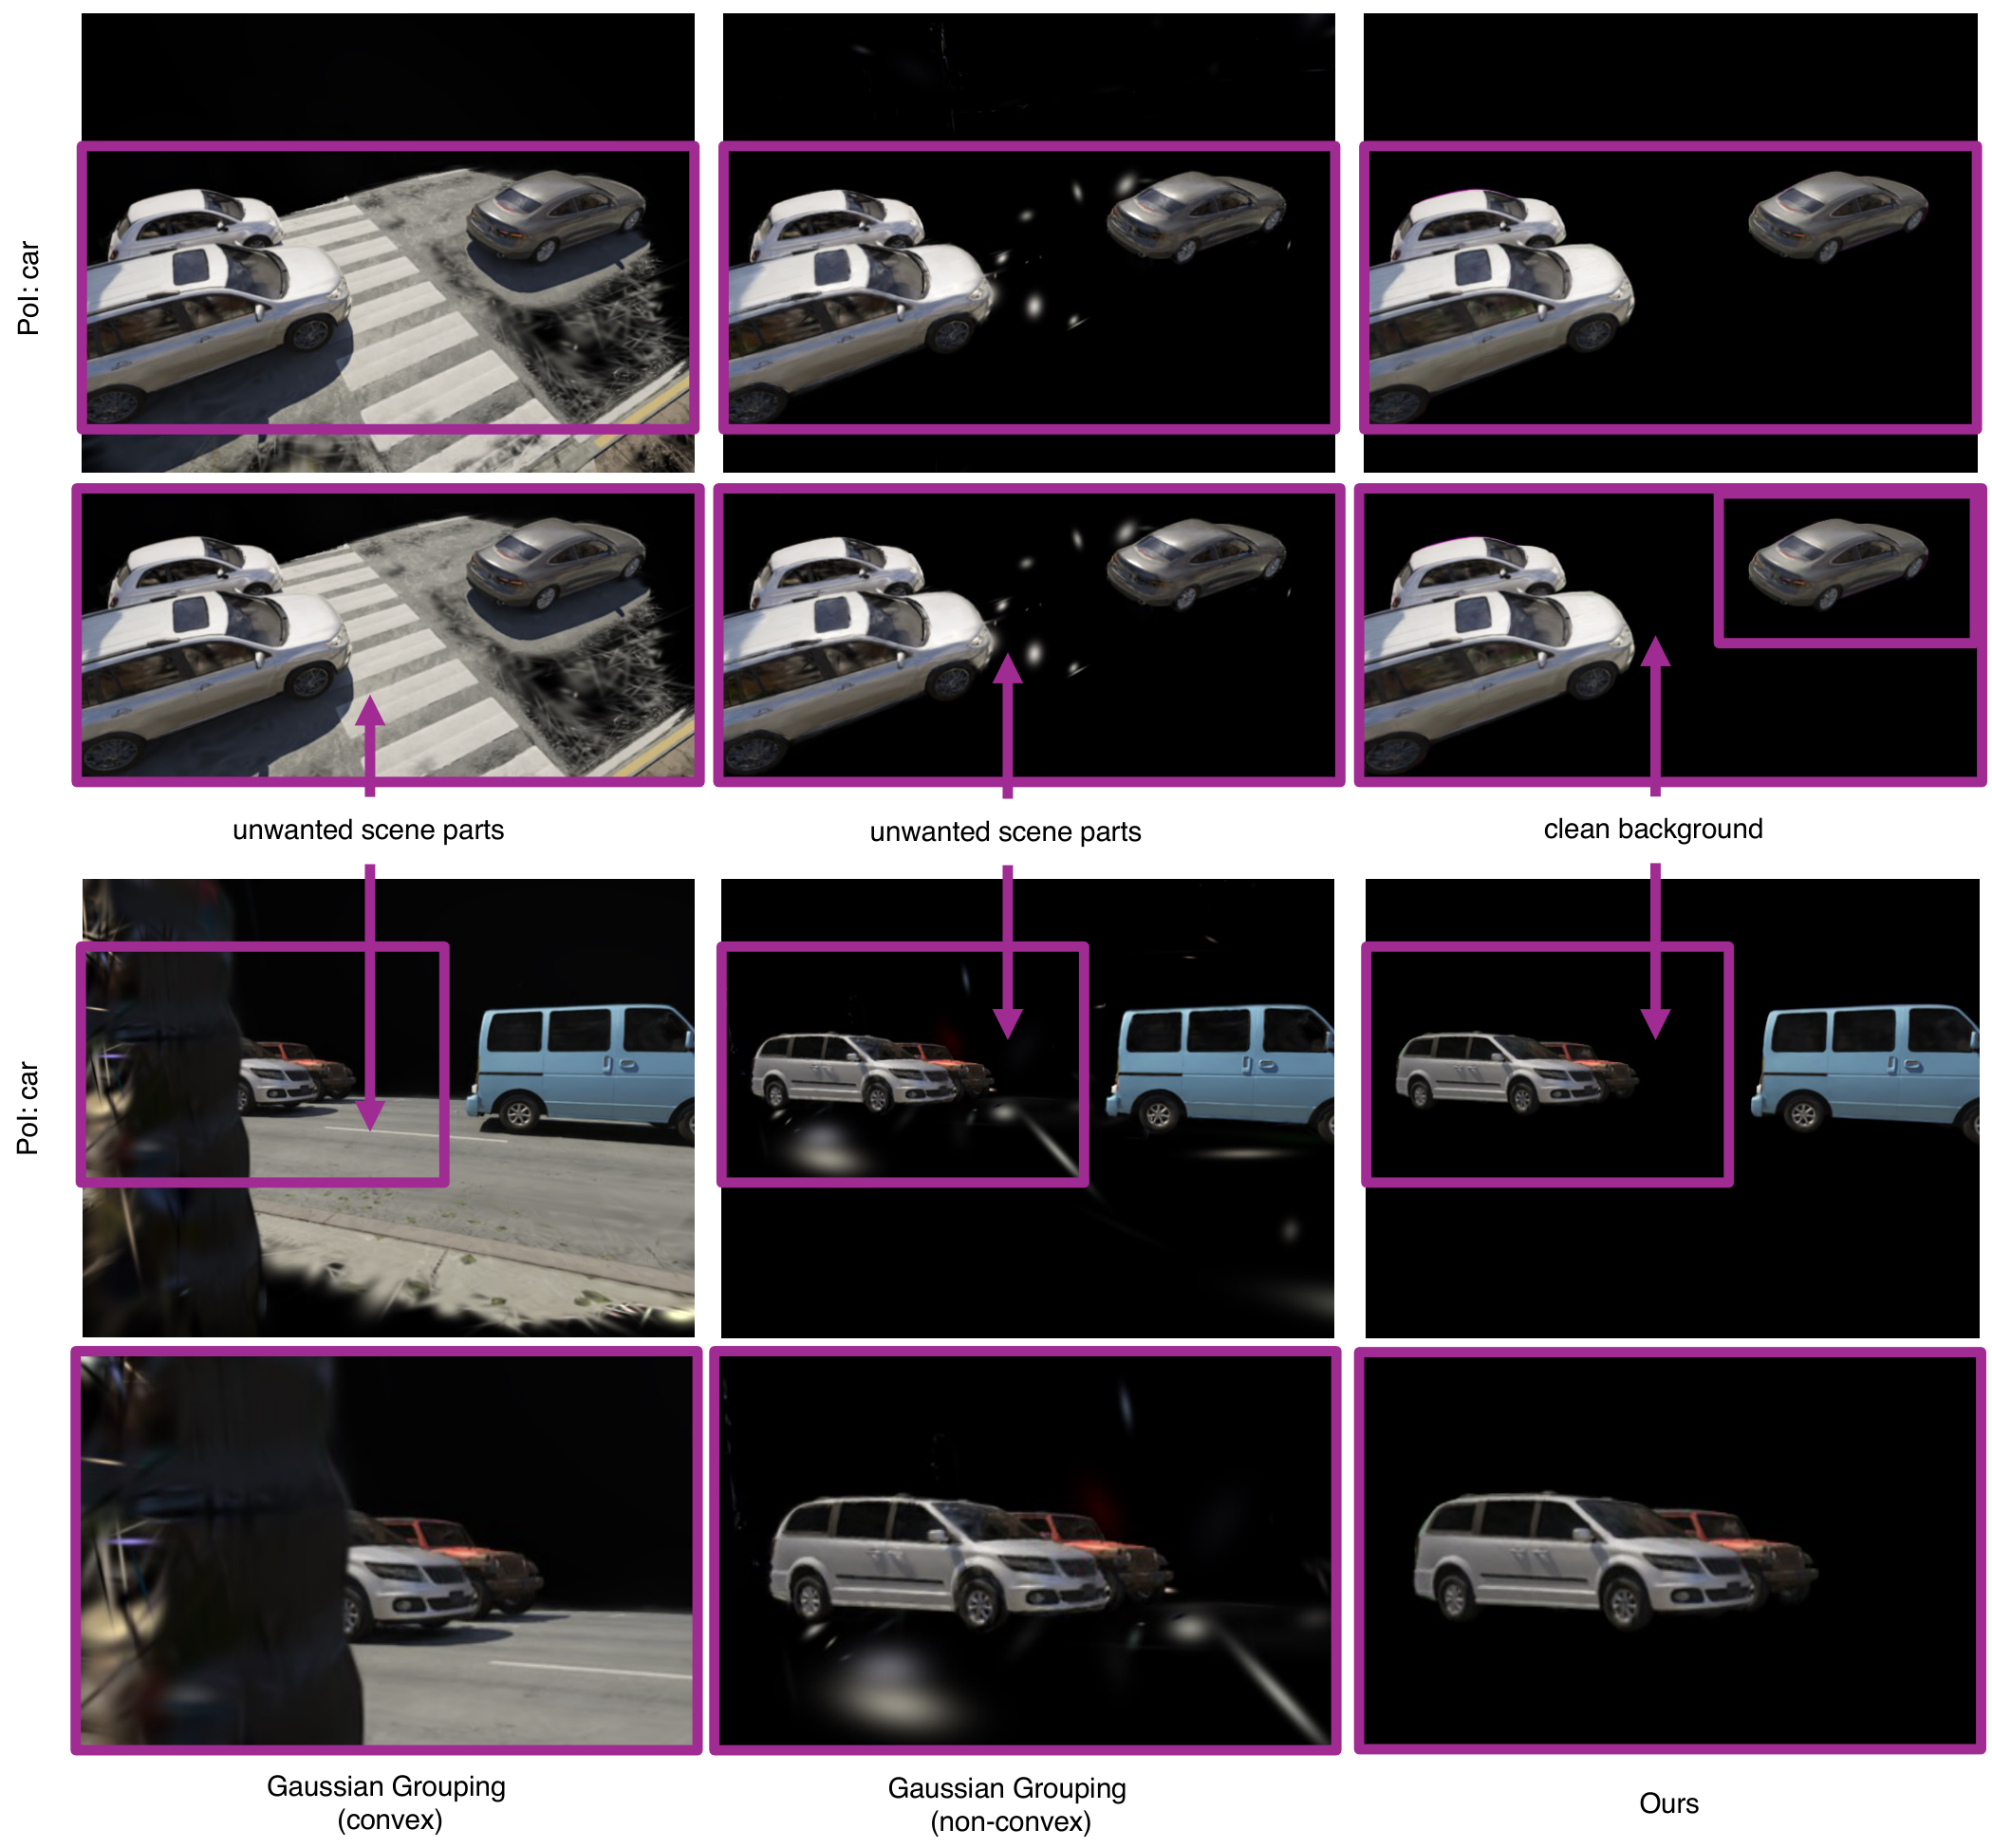 PoI: car
unwanted scene parts
unwanted scene parts
clean background
PoI: car
Gaussian Grouping
(convex)
Gaussian Grouping
(non-convex)
Ours